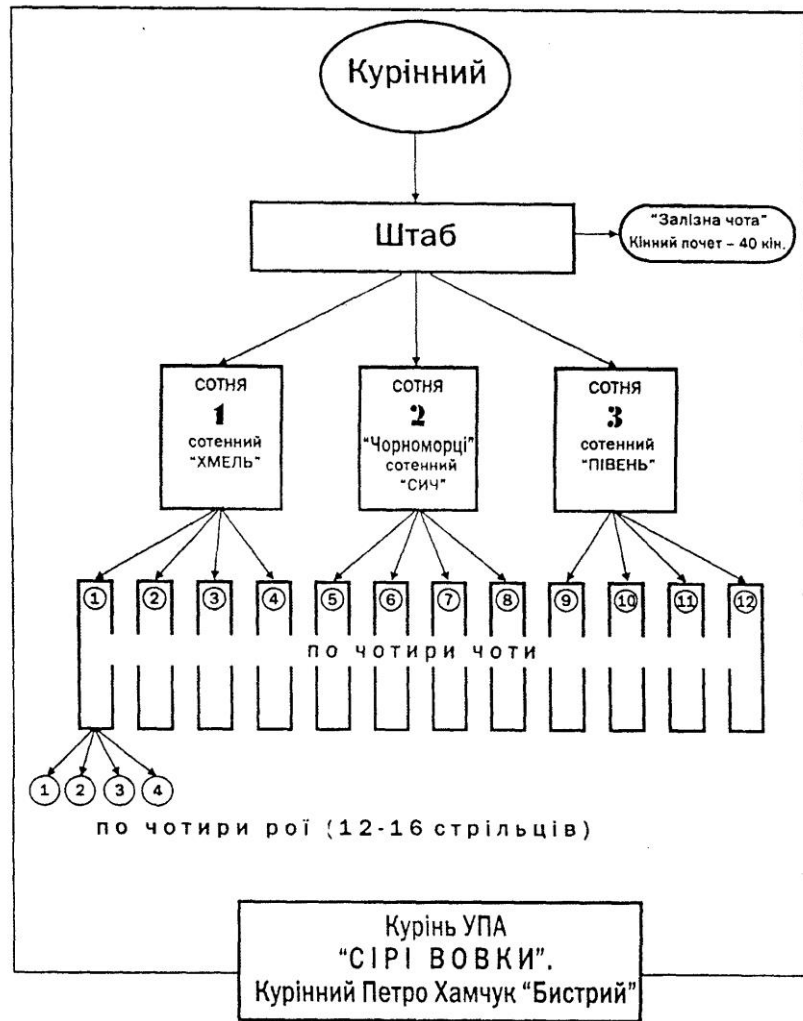 Курінний
Штаб
"Залізна чота"
Кінний почет – 40 кін.
СОТНЯ
1
сотенний
"ХМЕЛЬ"
СОТНЯ
2
"Чорноморці"
сотенний
"СИЧ"
СОТНЯ
3
сотенний
"ПІВЕНЬ"
1 2 3 4 5 6 7 8 9 10 11 12
по чотири чоти
1 2 3 4
по чотири рої (12-16 стрільців)
Курінь УПА
"СІРІ ВОВКИ".
Курінний Петро Хамчук "Бистрий"